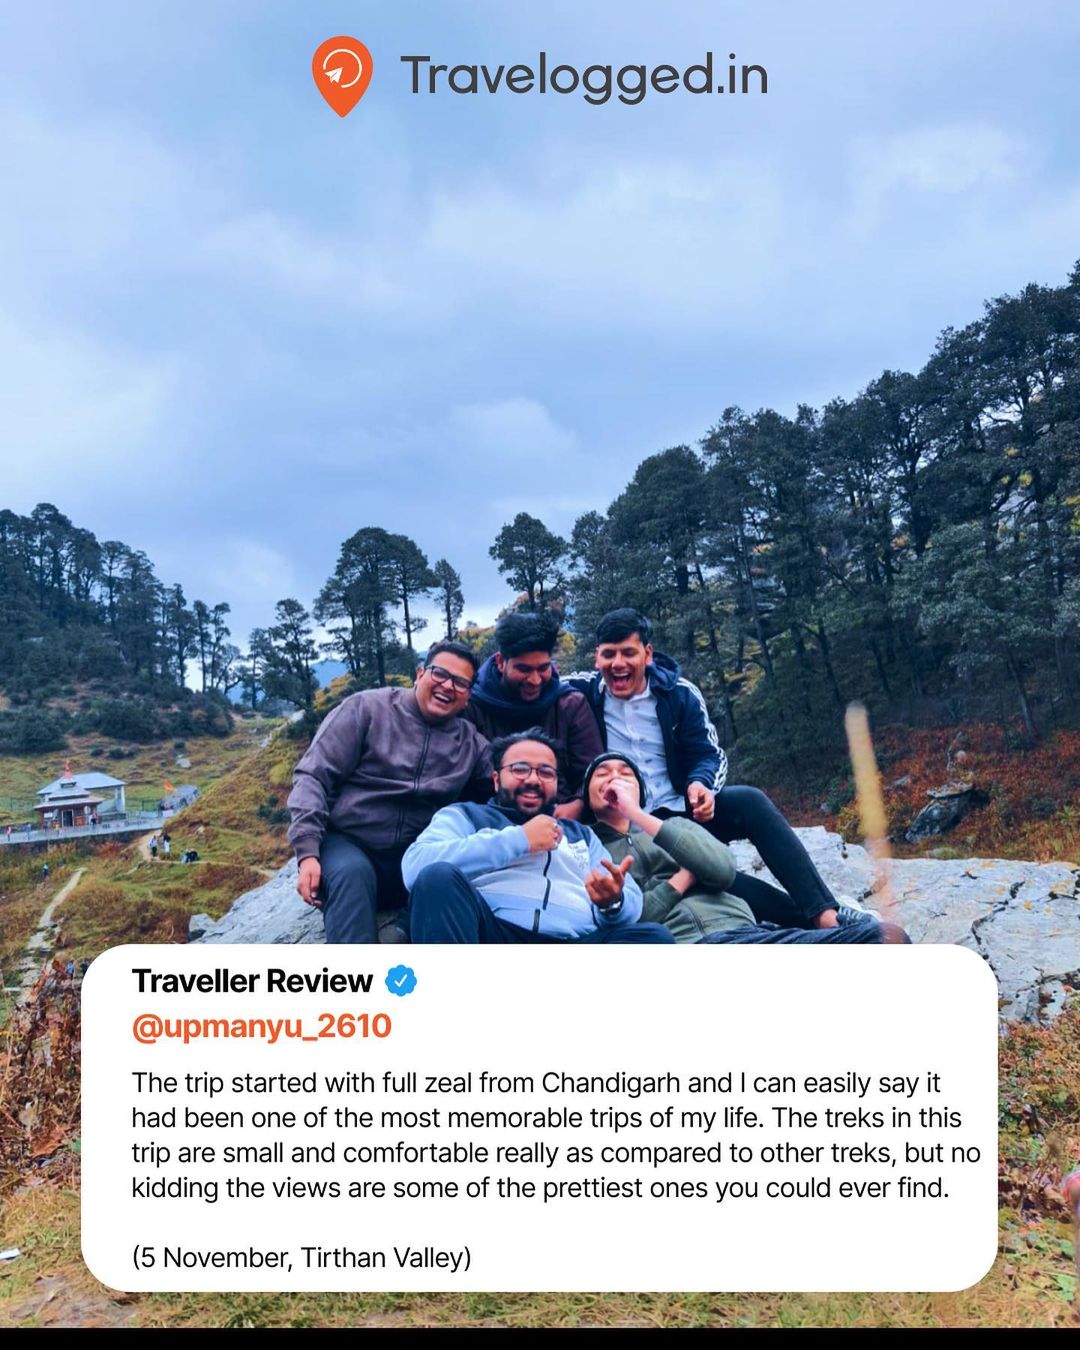 Travelogged.in
Traveller Review
@upmanyu_2610
The trip started with full zeal from Chandigarh and I can easily say it
had been one of the most memorable trips of my life. The treks in this
trip are small and comfortable really as compared to other treks, but no
kidding the views are some of the prettiest ones you could ever find.
(5 November, Tirthan Valley)